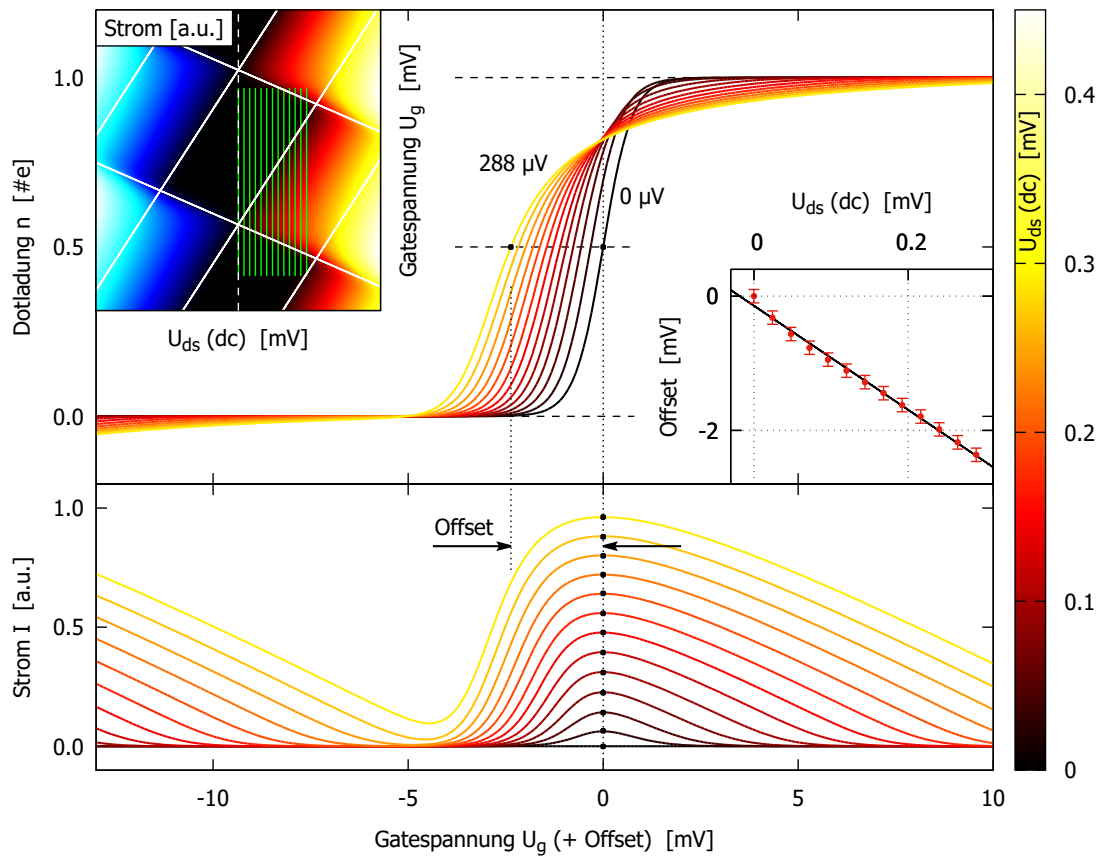 Strom [a.u.]
U_ds (dc) [mV]
Gatespannung U_g [mV]
Dotladung n [#e]
1.0
0.5
0.0
288 µV
0 µV
U_ds (dc) [mV]
0
0.2
Offset [mV]
0
-2
Strom I [a.u.]
1.0
0.5
0.0
Offset
-10
-5
0
5
10
Gatespannung U_g (+ Offset) [mV]
U_ds (dc) [mV]
0.4
0.3
0.2
0.1
0